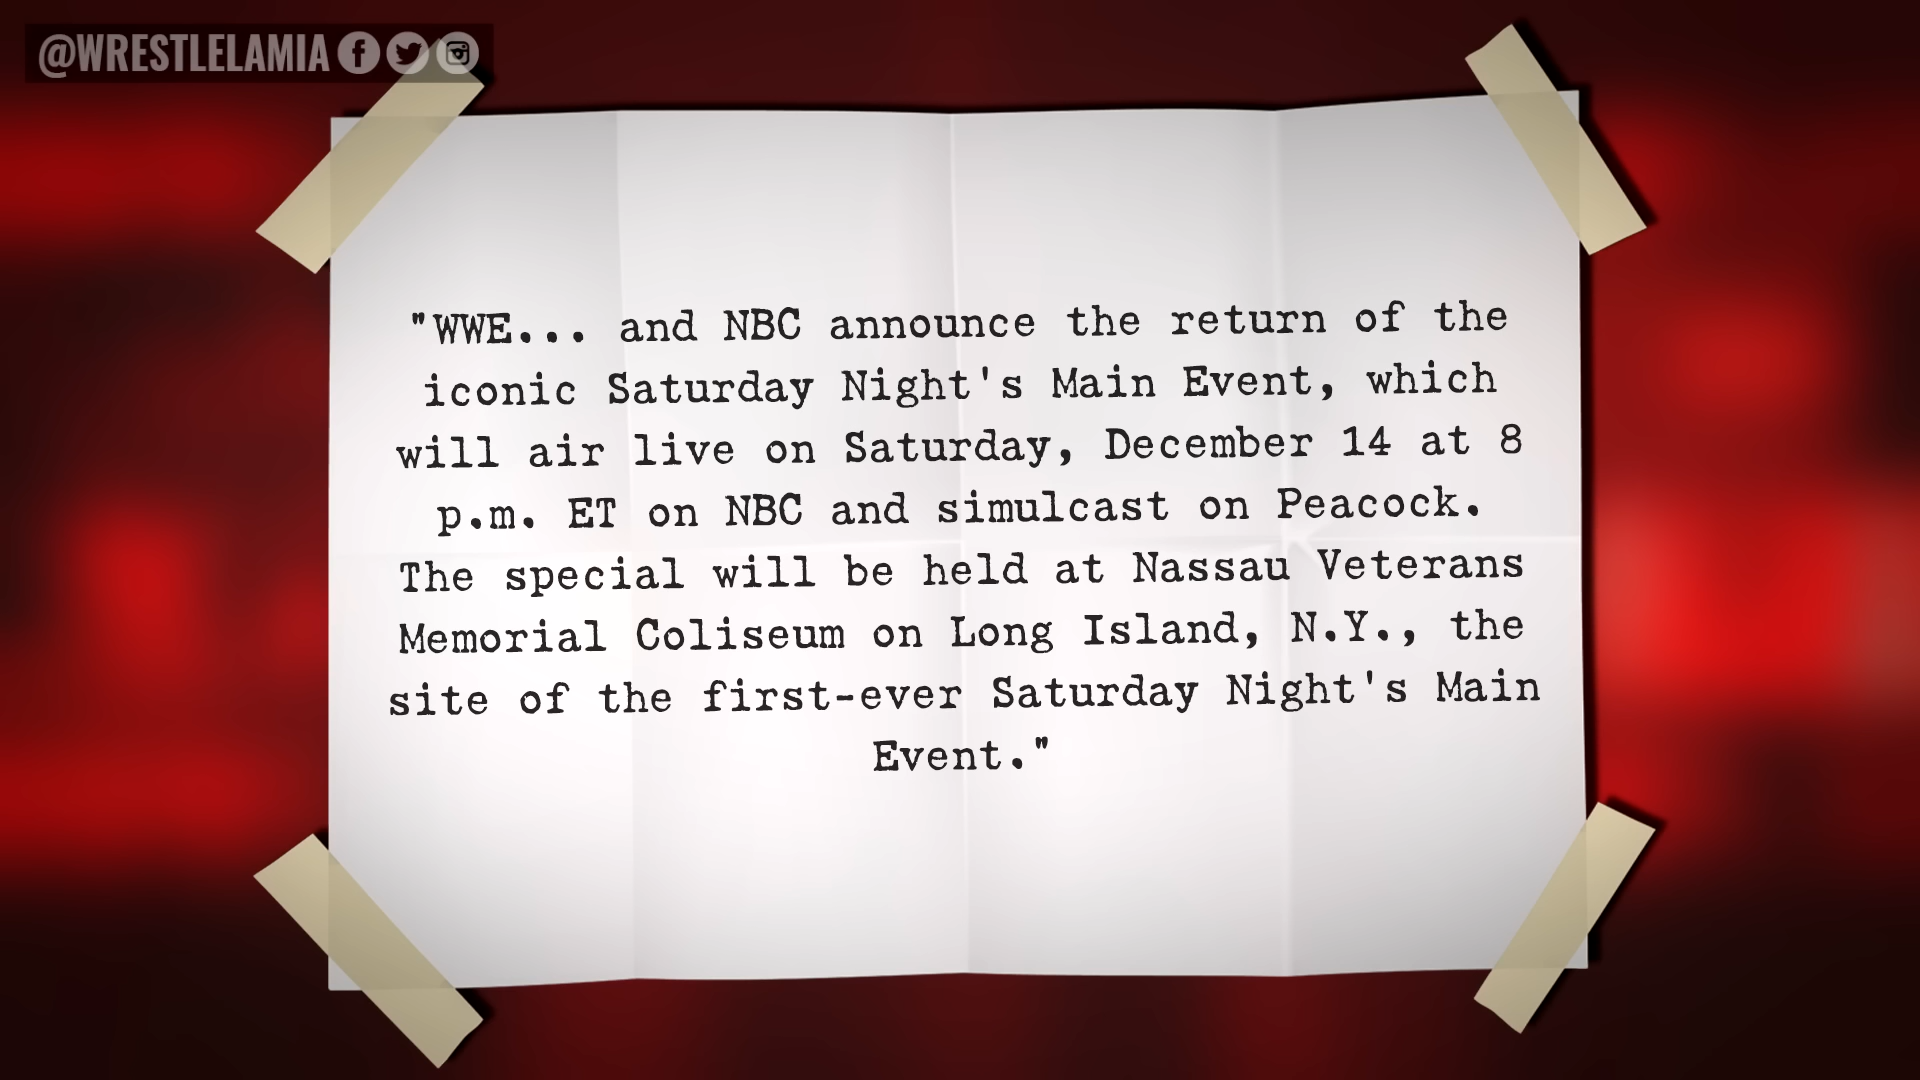 @WRESTLELAMIA
"WWE... and NBC announce the return of the
iconic Saturday Night's Main Event, which
will air live on Saturday, December 14 at 8
p.m. ET on NBC and simulcast on Peacock.
The special will be held at Nassau Veterans
Memorial Coliseum on Long Island, N.Y., the
site of the first-ever Saturday Night's Main
Event."